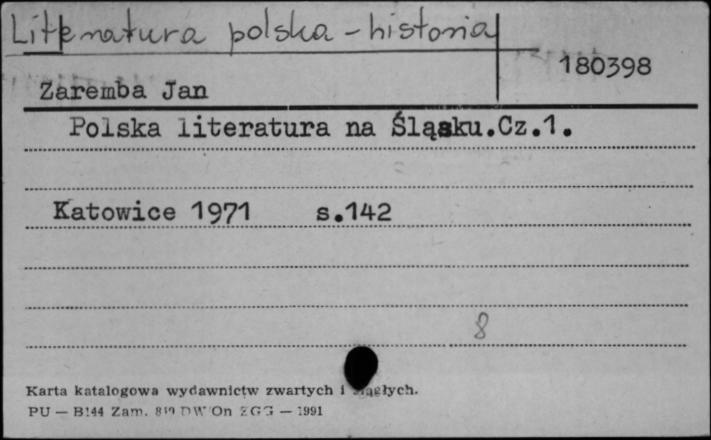 Literatura polska - historia
180398
Zaremba Jan
Polska literatura na Śląsku.Cz.1.
Katowice 1971 s.142
8
Karta katalogowa wydawnictw zwartych i ciągłych.
PU — B144 Zam. DW On ZGG — 1991